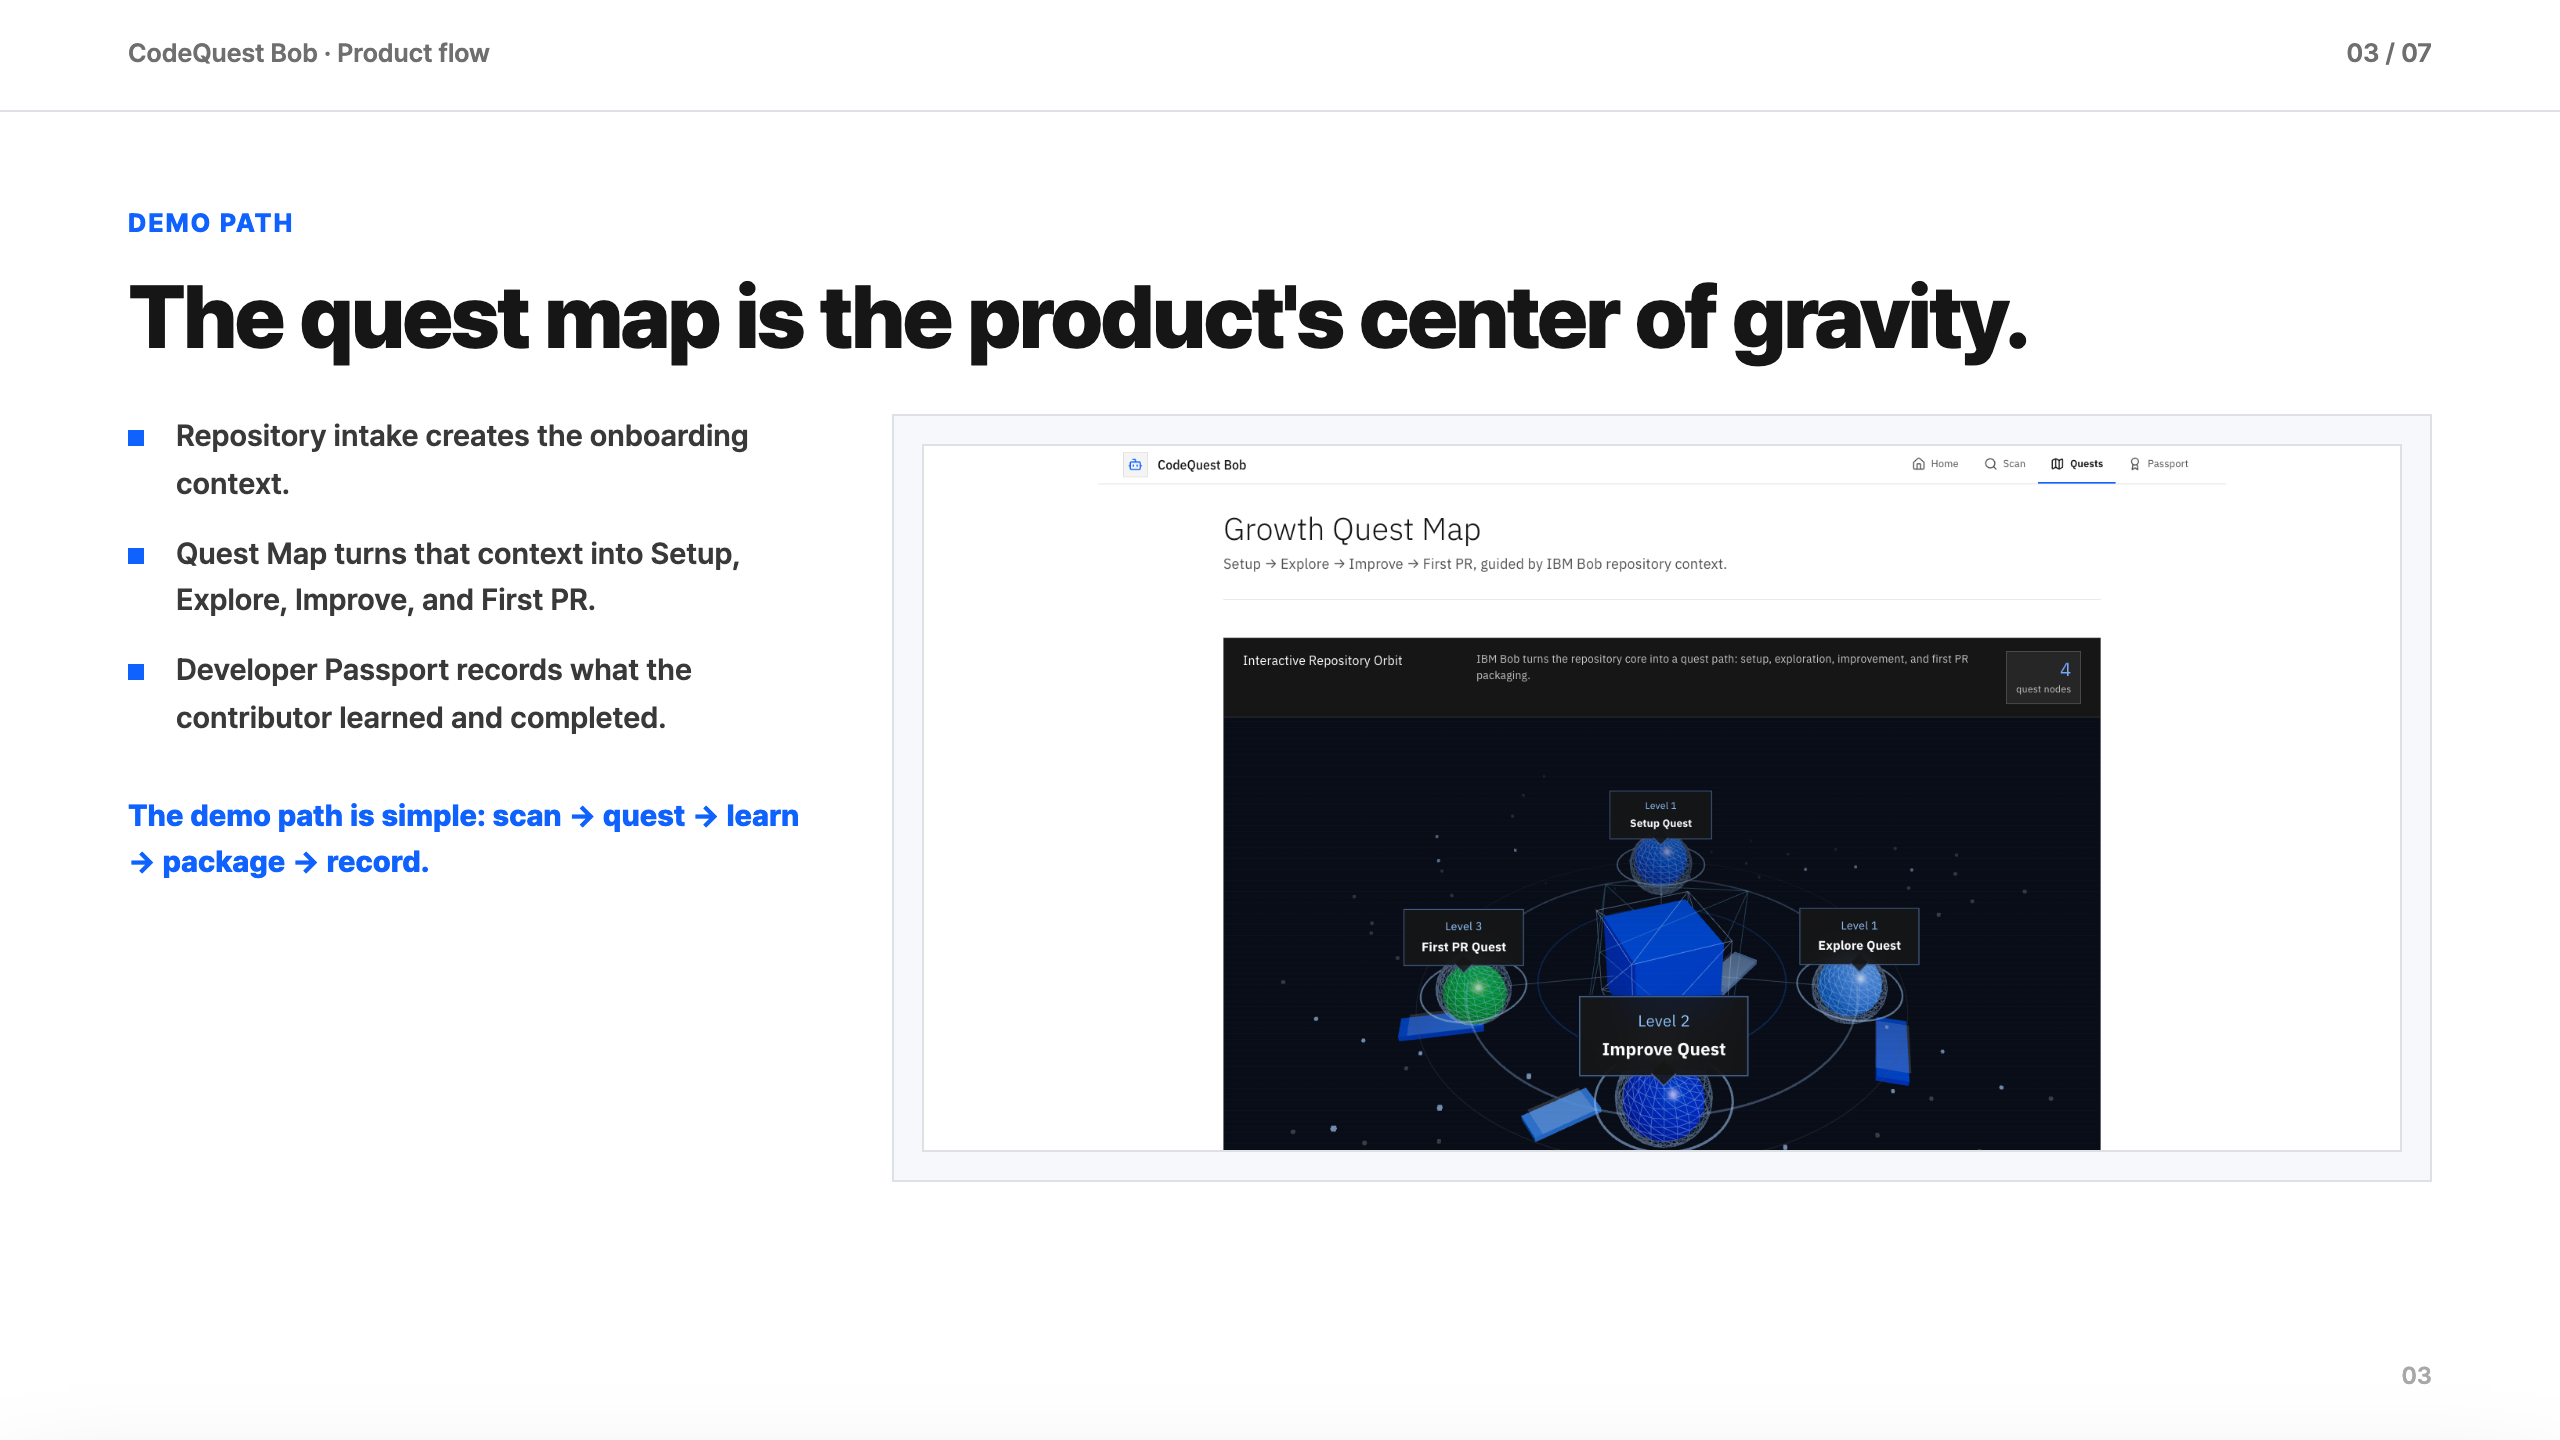 CodeQuest Bob · Product flow
03 / 07
DEMO PATH
The quest map is the product's center of gravity.
Repository intake creates the onboarding
context.
Quest Map turns that context into Setup,
Explore, Improve, and First PR.
Developer Passport records what the
contributor learned and completed.
The demo path is simple: scan → quest → learn
→ package → record.
CodeQuest Bob
Home
Scan
Quests
Passport
Growth Quest Map
Setup → Explore → Improve → First PR, guided by IBM Bob repository context.
Interactive Repository Orbit
IBM Bob turns the repository core into a quest path: setup, exploration, improvement, and first PR
packaging.
4
quest nodes
Level 1
Setup Quest
Level 3
First PR Quest
Level 1
Explore Quest
Level 2
Improve Quest
03